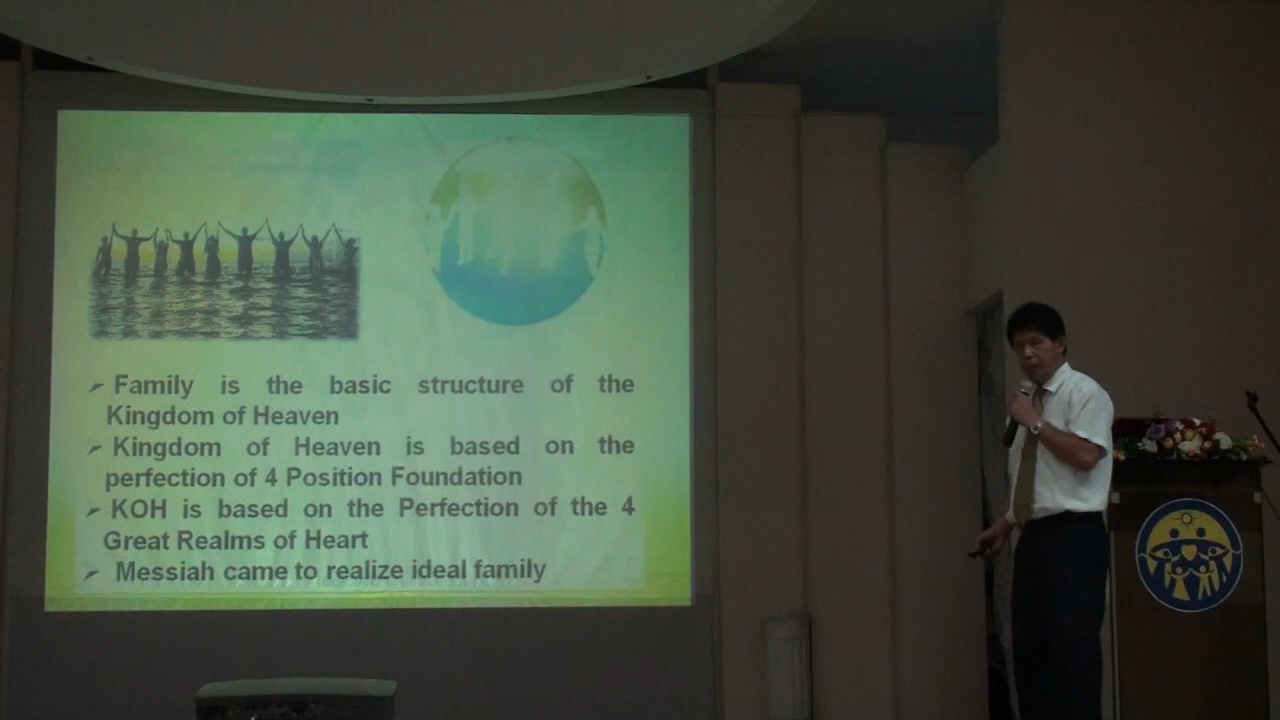 Family is the basic structure of the
Kingdom of Heaven
Kingdom of Heaven is based on the
perfection of 4 Position Foundation
KOH is based on the Perfection of the 4
Great Realms of Heart
Messiah came to realize ideal family